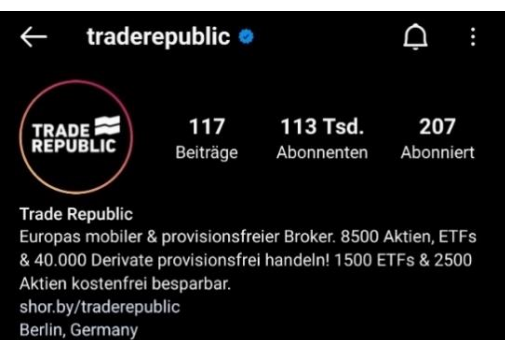 traderepublic
TRADE
REPUBLIC
117 113 Tsd. 207
Beiträge Abonnenten Abonniert
Trade Republic
Europas mobiler & provisionsfreier Broker. 8500 Aktien, ETFs
& 40.000 Derivate provisionsfrei handeln! 1500 ETFs & 2500
Aktien kostenfrei besparbar.
shor.by/traderepublic
Berlin, Germany